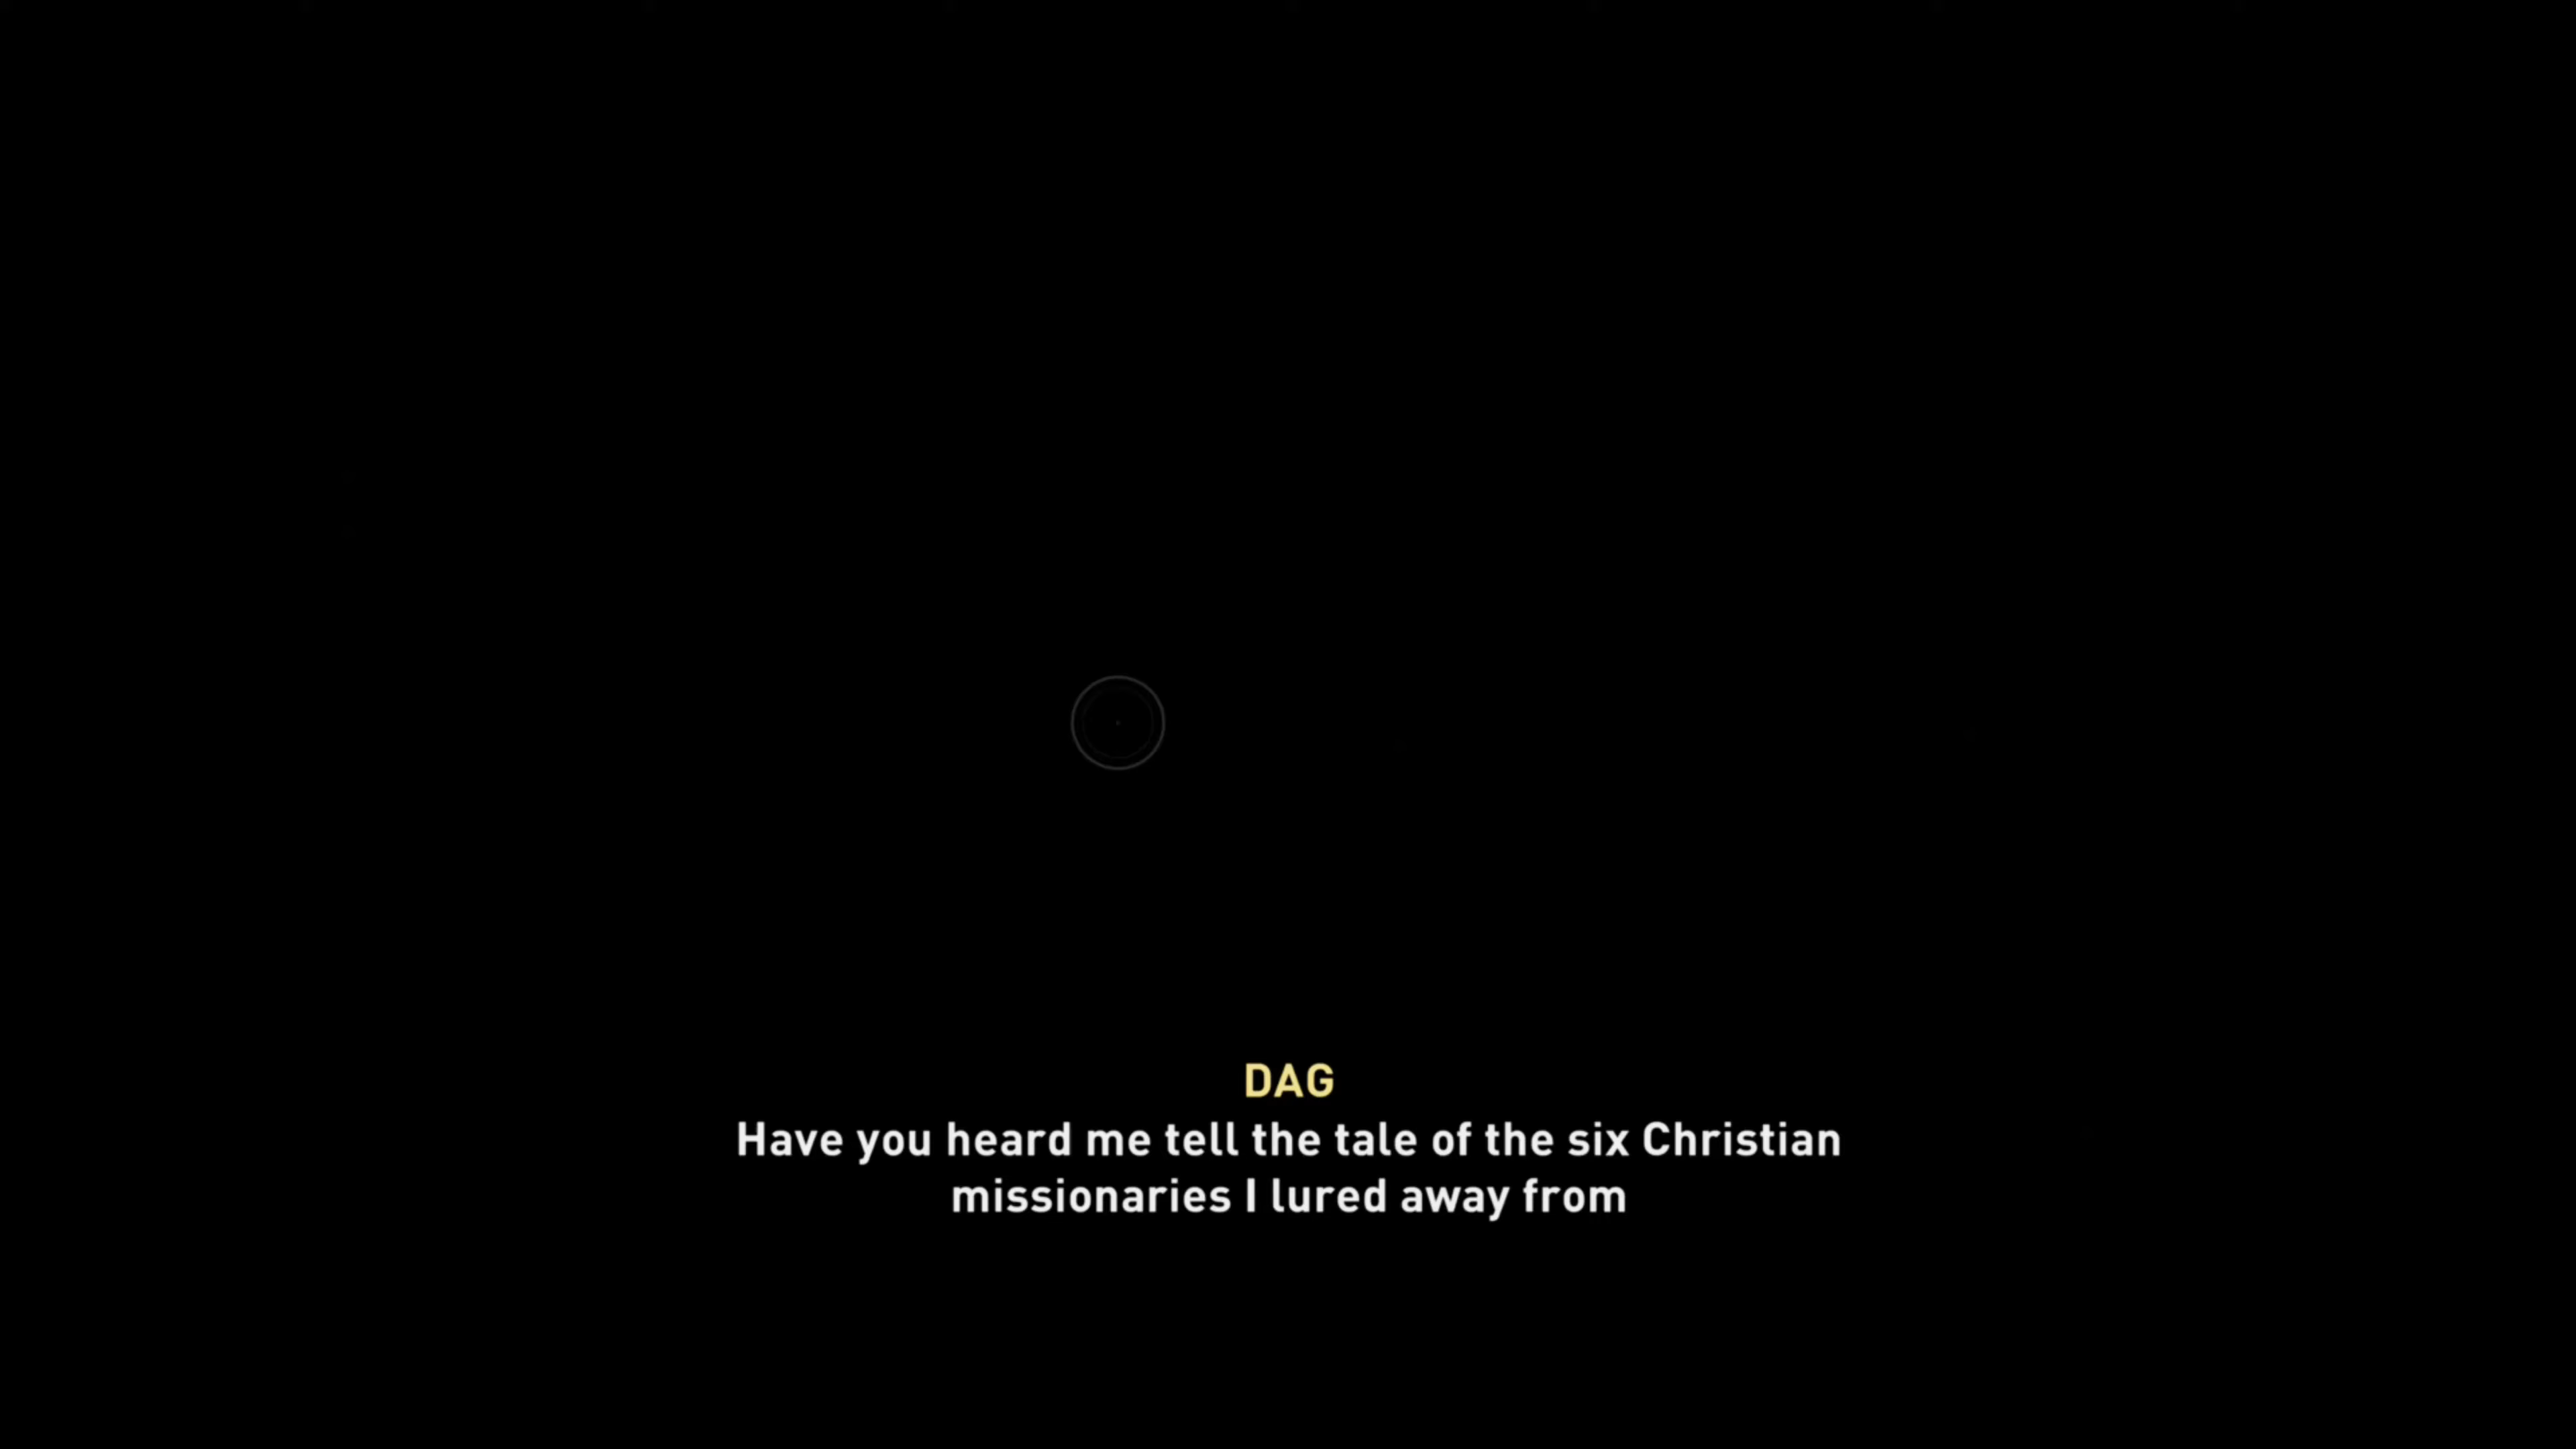 DAG
Have you heard me tell the tale of the six Christian
missionaries I lured away from